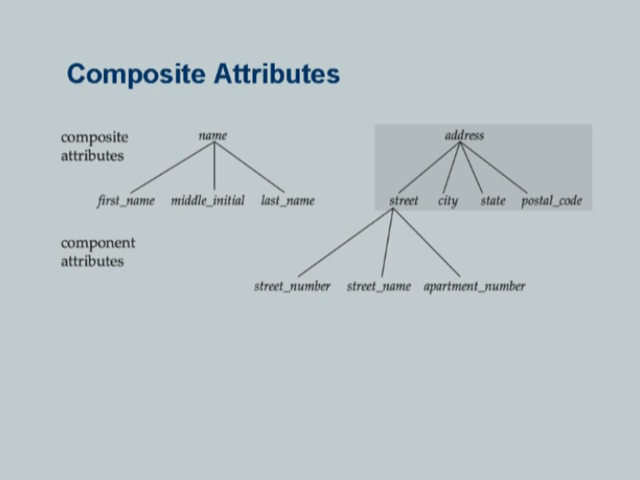 Composite Attributes
composite
attributes
name
address
first_name middle_initial last_name
street city state postal_code
component
attributes
street_number street_name apartment_number